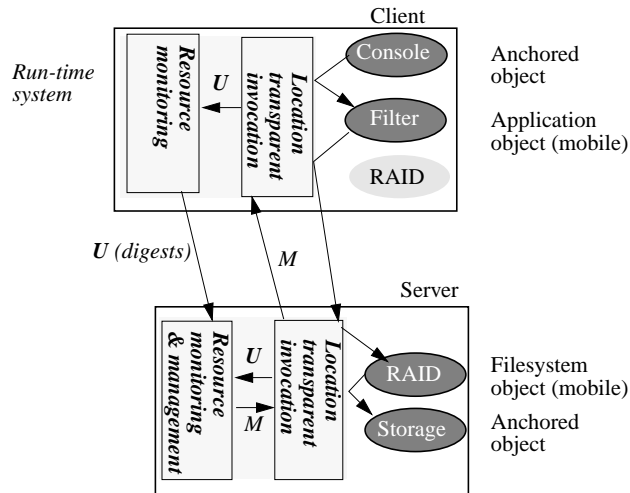 Client
Run-time
system
Resource
monitoring
U
Location
transparent
invocation
Console
Filter
RAID
Anchored
object
Application
object (mobile)
U (digests)
M
Server
Resource
monitoring
& management
U
M
Location
transparent
invocation
RAID
Storage
Filesystem
object (mobile)
Anchored
object